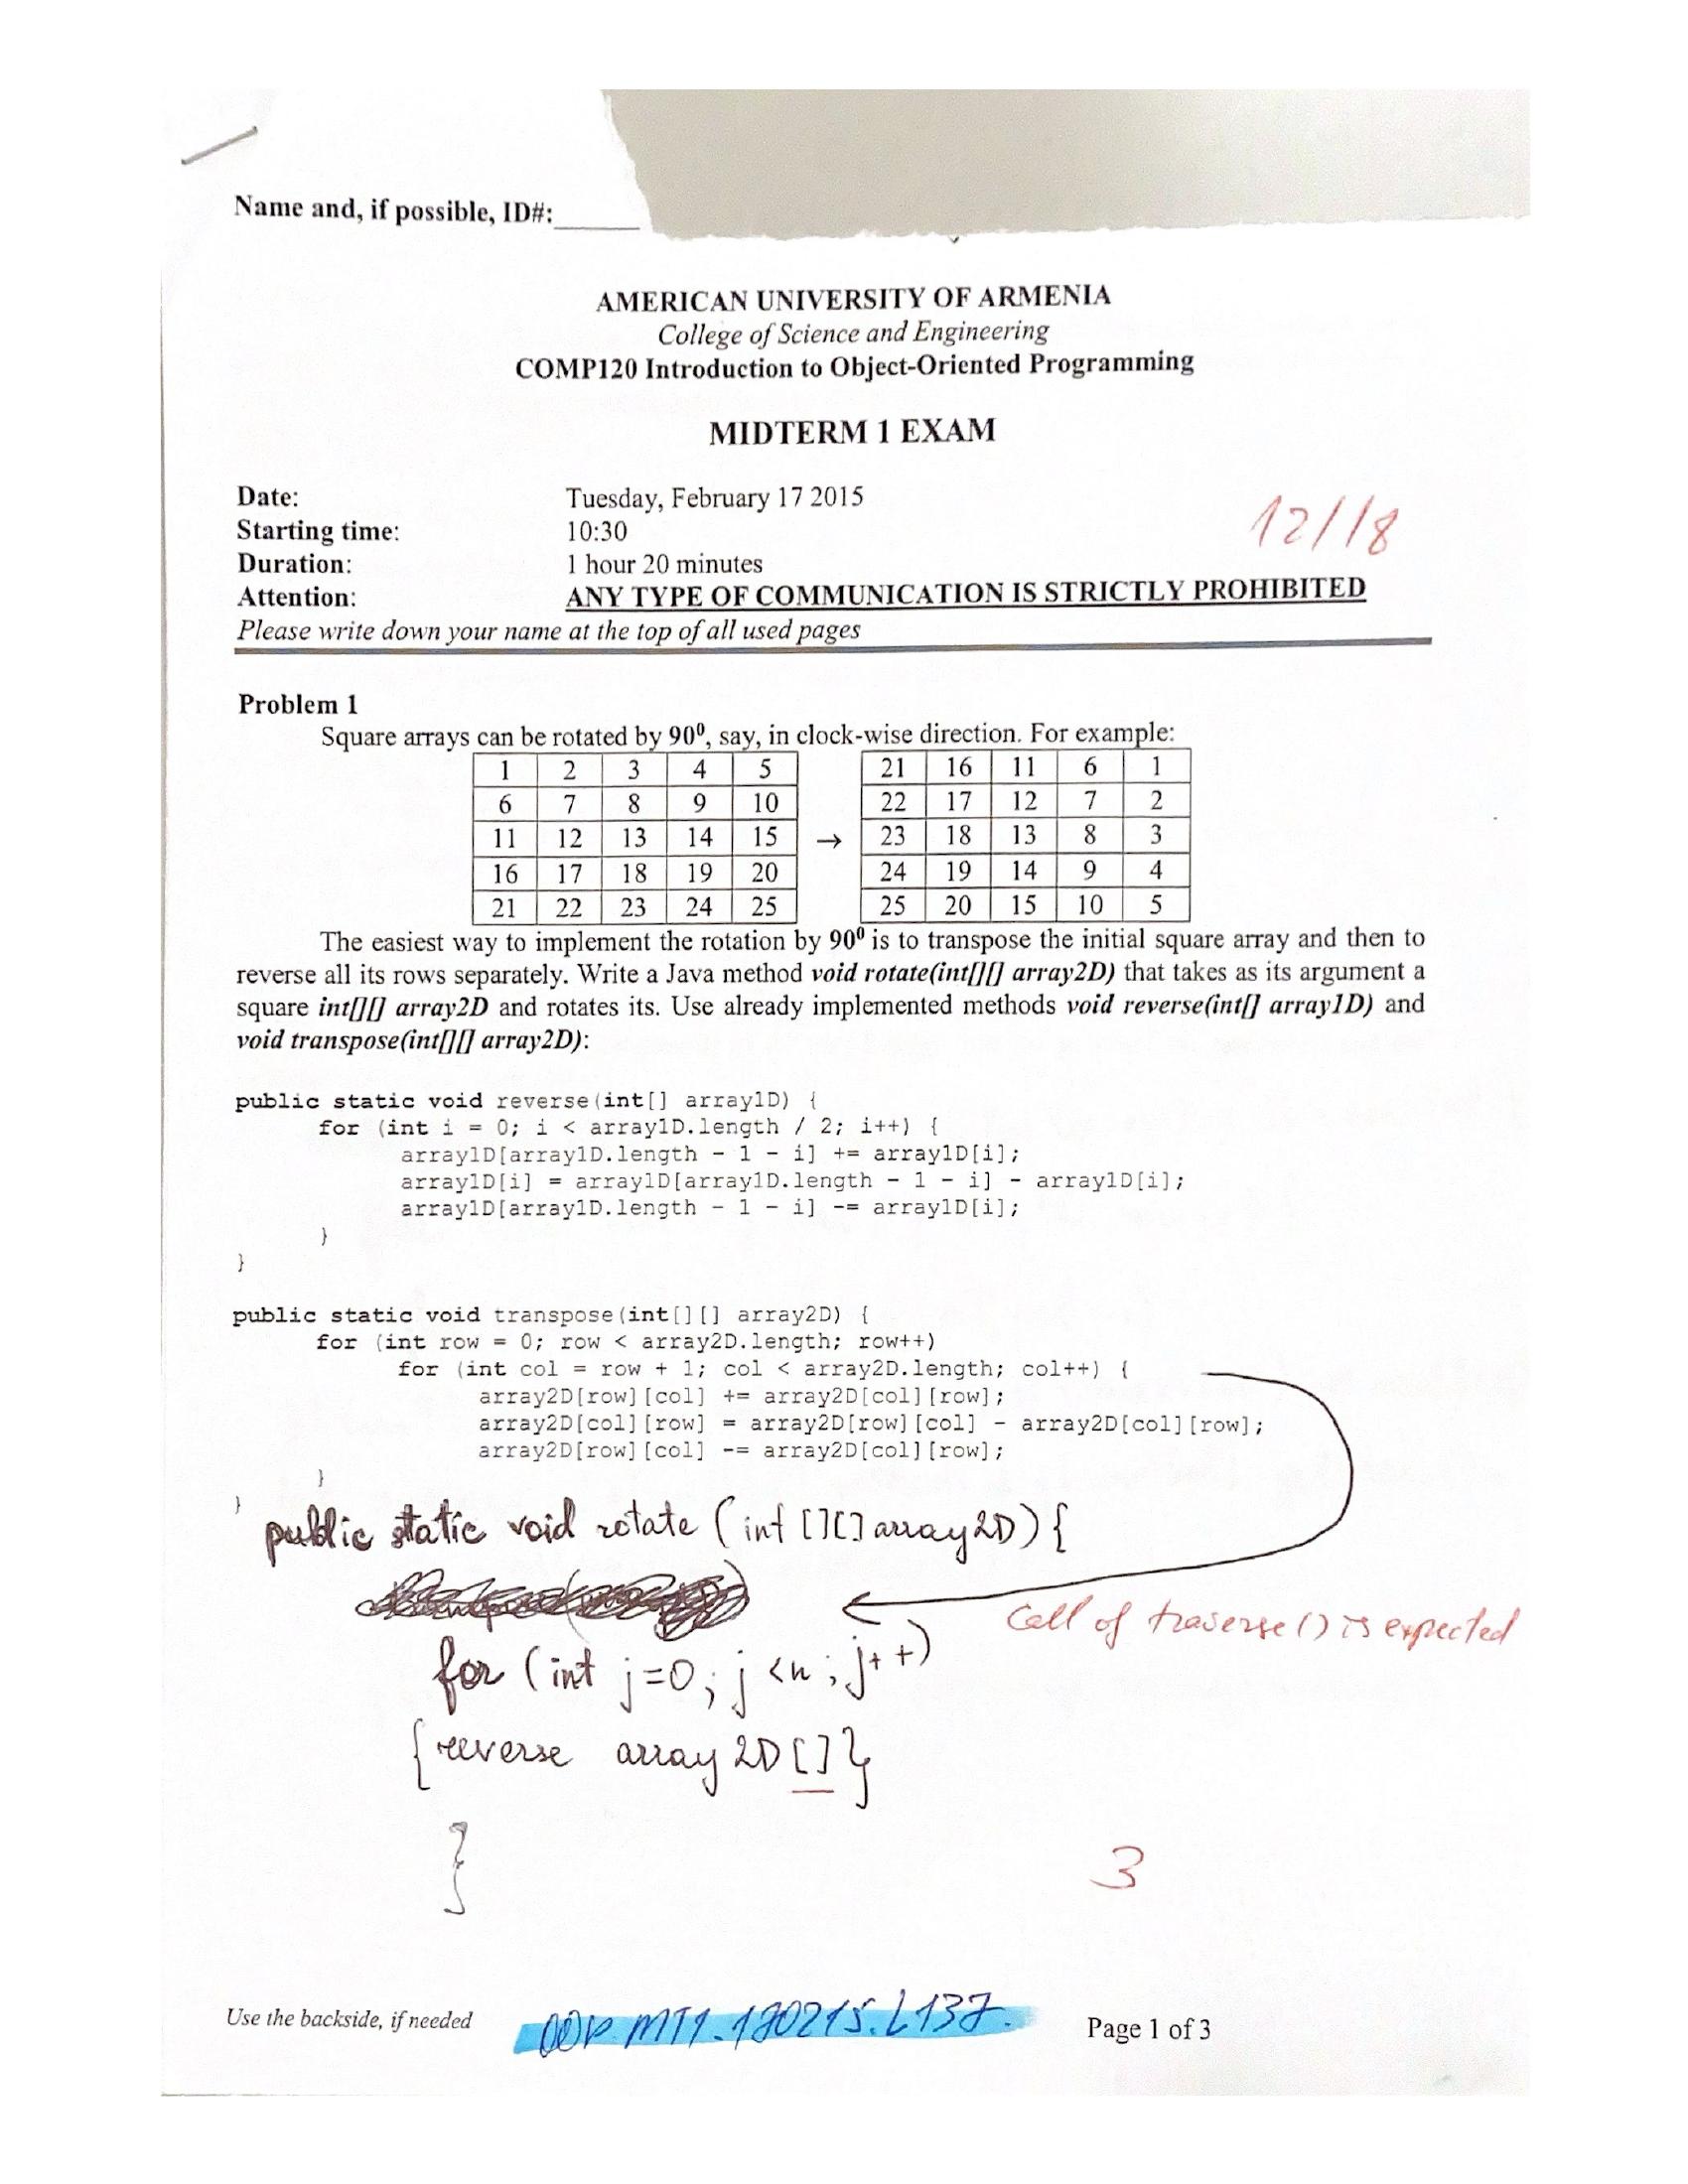 Name and, if possible, ID#:
AMERICAN UNIVERSITY OF ARMENIA
College of Science and Engineering
COMP120 Introduction to Object-Oriented Programming
MIDTERM 1 EXAM
Date: Tuesday, February 17 2015
12/18
Starting time: 10:30
Duration: 1 hour 20 minutes
Attention: ANY TYPE OF COMMUNICATION IS STRICTLY PROHIBITED
Please write down your name at the top of all used pages
Problem 1
Square arrays can be rotated by 90⁰, say, in clock-wise direction. For example:
1 2 3 4 5 21 16 11 6 1
6 7 8 9 10 22 17 12 7 2
11 12 13 14 15 → 23 18 13 8 3
16 17 18 19 20 24 19 14 9 4
21 22 23 24 25 25 20 15 10 5
The easiest way to implement the rotation by 90⁰ is to transpose the initial square array and then to
reverse all its rows separately. Write a Java method void rotate(int[][] array2D) that takes as its argument a
square int[][] array2D and rotates its. Use already implemented methods void reverse(int[] array1D) and
void transpose(int[][] array2D):
public static void reverse(int[] array1D) {
for (int i = 0; i < array1D.length / 2; i++) {
array1D[array1D.length - 1 - i] += array1D[i];
array1D[i] = array1D[array1D.length - 1 - i] - array1D[i];
array1D[array1D.length - 1 - i] -= array1D[i];
}
}
public static void transpose(int[][] array2D) {
for (int row = 0; row < array2D.length; row++)
for (int col = row + 1; col < array2D.length; col++) {
array2D[row][col] += array2D[col][row];
array2D[col][row] = array2D[row][col] - array2D[col][row];
array2D[row][col] -= array2D[col][row];
}
}
public static void rotate (int [][] array2D) {
Call of traverse() is expected
for (int j=0; j <n; j++)
{reverse array 2D []}
}
3
Use the backside, if needed
OOP.MT1.170215.L137.
Page 1 of 3